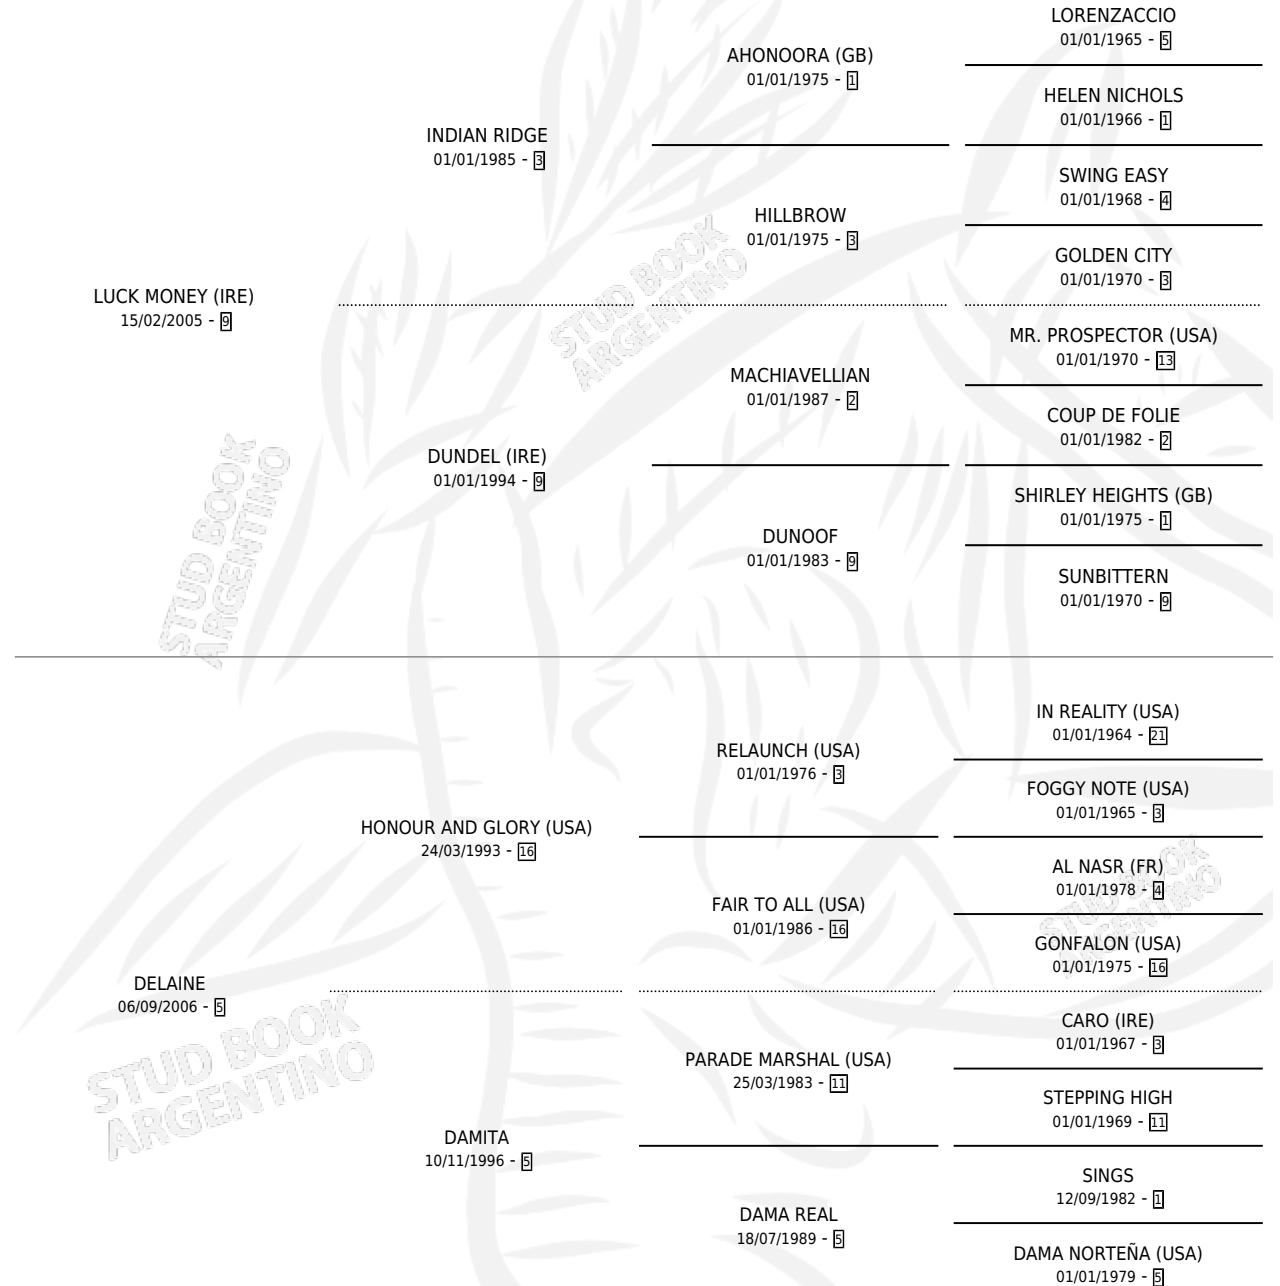 LORENZACCIO
01/01/1965 - 5
AHONOORA (GB)
01/01/1975 - 1
HELEN NICHOLS
01/01/1966 - 1
INDIAN RIDGE
01/01/1985 - 3
SWING EASY
01/01/1968 - 4
HILLBROW
01/01/1975 - 3
GOLDEN CITY
01/01/1970 - 3
LUCK MONEY (IRE)
15/02/2005 - 9
MR. PROSPECTOR (USA)
01/01/1970 - 13
MACHIAVELLIAN
01/01/1987 - 2
COUP DE FOLIE
01/01/1982 - 2
DUNDEL (IRE)
01/01/1994 - 9
SHIRLEY HEIGHTS (GB)
01/01/1975 - 1
DUNOOF
01/01/1983 - 9
SUNBITTERN
01/01/1970 - 9
IN REALITY (USA)
01/01/1964 - 21
RELAUNCH (USA)
01/01/1976 - 3
FOGGY NOTE (USA)
01/01/1965 - 3
HONOUR AND GLORY (USA)
24/03/1993 - 16
AL NASR (FR)
01/01/1978 - 4
FAIR TO ALL (USA)
01/01/1986 - 16
GONFALON (USA)
01/01/1975 - 16
DELAINE
06/09/2006 - 5
CARO (IRE)
01/01/1967 - 3
PARADE MARSHAL (USA)
25/03/1983 - 11
STEPPING HIGH
01/01/1969 - 11
DAMITA
10/11/1996 - 5
SINGS
12/09/1982 - 1
DAMA REAL
18/07/1989 - 5
DAMA NORTEÑA (USA)
01/01/1979 - 5
STUD BOOK
ARGENTINO
STUD BOOK
ARGENTINO
STUD BOOK
ARGENTINO
STUD BOOK
ARGENTINO